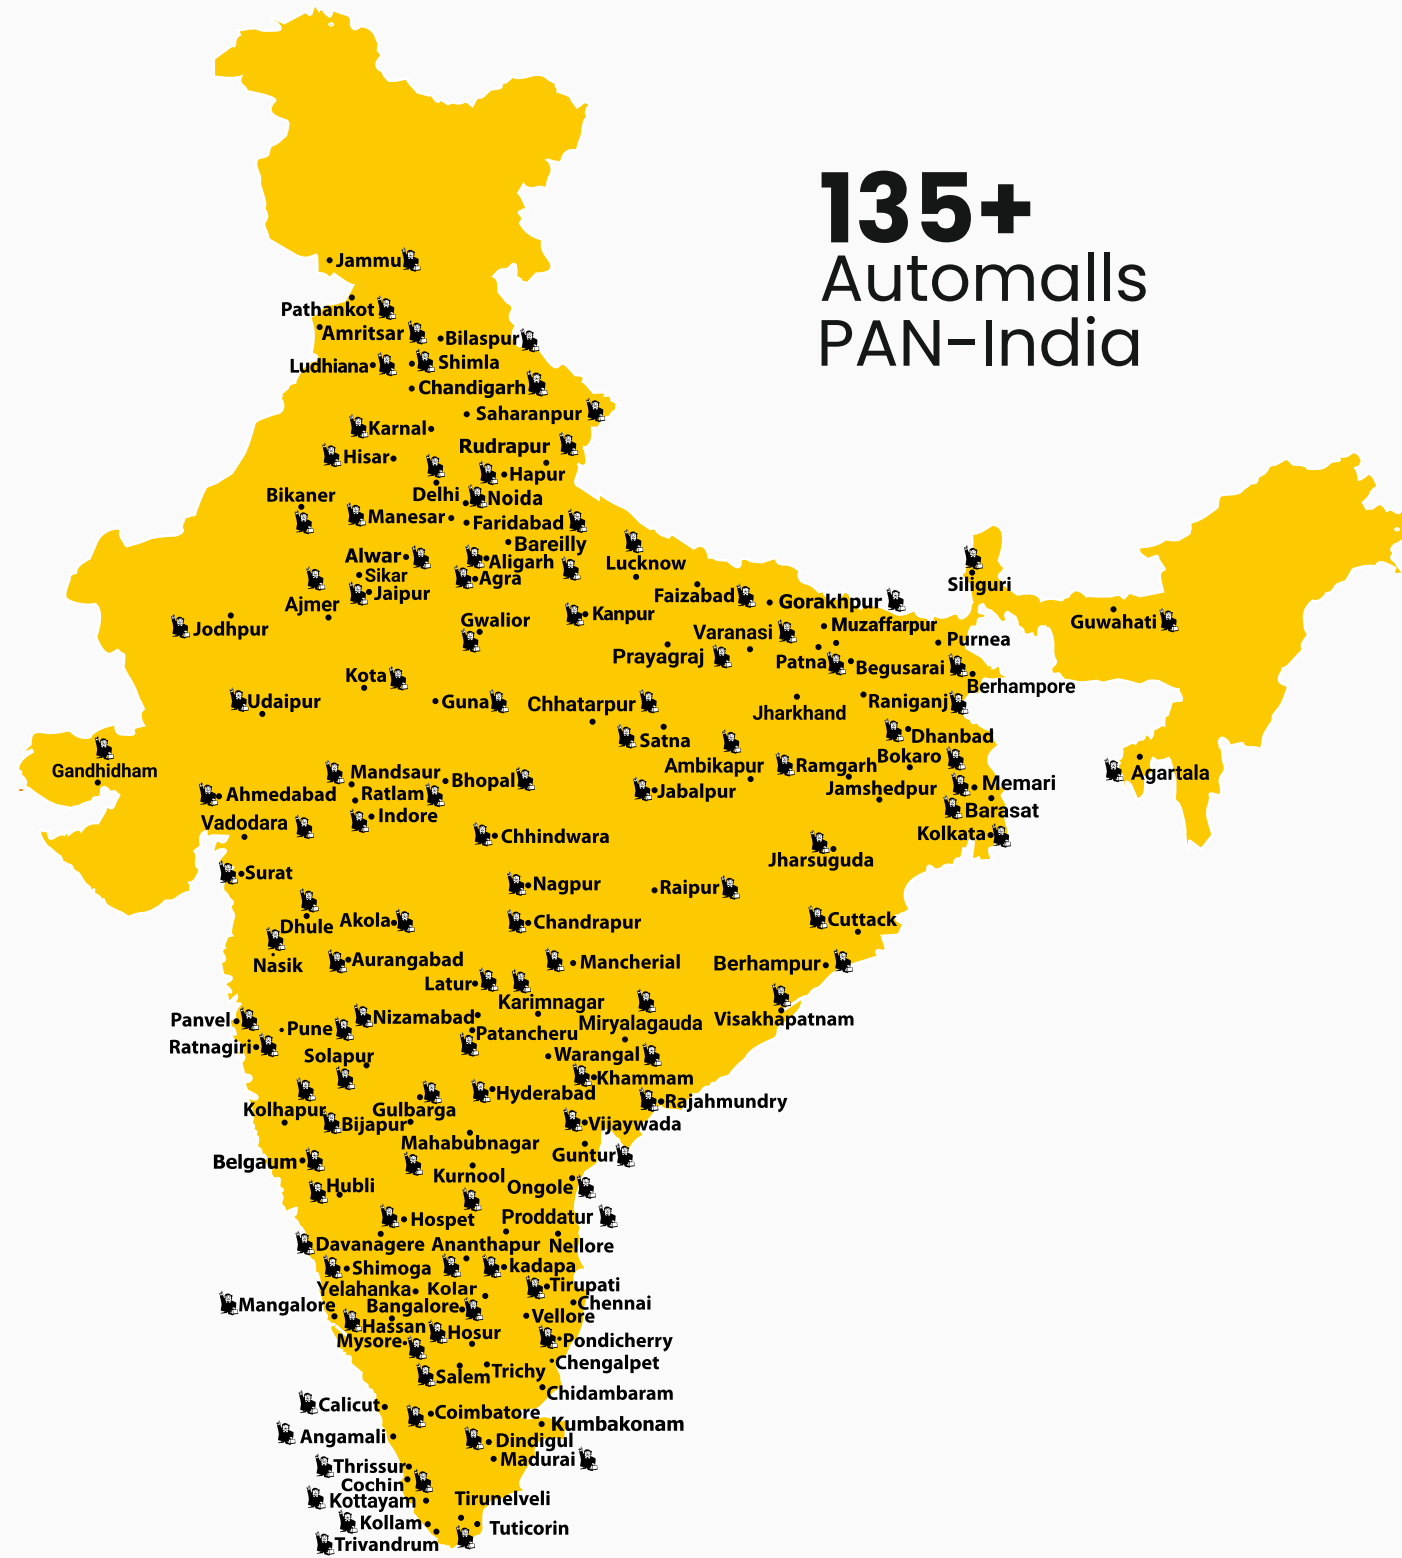 135+
Automalls
PAN-India
Jammu
Pathankot
Amritsar
Bilaspur
Ludhiana
Shimla
Chandigarh
Saharanpur
Karnal
Rudrapur
Hisar
Hapur
Bikaner
Delhi
Noida
Manesar
Faridabad
Bareilly
Alwar
Aligarh
Lucknow
Sikar
Agra
Siliguri
Jaipur
Faizabad
Gorakhpur
Ajmer
Kanpur
Gwalior
Guwahati
Jodhpur
Varanasi
Muzaffarpur
Purnea
Prayagraj
Patna
Begusarai
Kota
Berhampore
Udaipur
Guna
Chhatarpur
Raniganj
Jharkhand
Satna
Dhanbad
Bokaro
Gandhidham
Mandsaur
Ambikapur
Ramgarh
Agartala
Bhopal
Memari
Ahmedabad
Ratlam
Jabalpur
Jamshedpur
Barasat
Vadodara
Indore
Chhindwara
Kolkata
Jharsuguda
Surat
Nagpur
Raipur
Dhule
Akola
Chandrapur
Cuttack
Nasik
Aurangabad
Mancherial
Berhampur
Latur
Karimnagar
Panvel
Pune
Nizamabad
Miryalagauda
Visakhapatnam
Patancheru
Ratnagiri
Solapur
Warangal
Khammam
Hyderabad
Rajahmundry
Kolhapur
Gulbarga
Bijapur
Vijaywada
Mahabubnagar
Belgaum
Guntur
Kurnool
Hubli
Ongole
Hospet
Proddatur
Davanagere
Ananthapur
Nellore
Shimoga
kadapa
Yelahanka
Kolar
Tirupati
Mangalore
Bangalore
Chennai
Hassan
Vellore
Mysore
Hosur
Pondicherry
Chengalpet
Salem
Trichy
Chidambaram
Calicut
Coimbatore
Kumbakonam
Angamali
Dindigul
Madurai
Thrissur
Cochin
Kottayam
Tirunelveli
Kollam
Tuticorin
Trivandrum